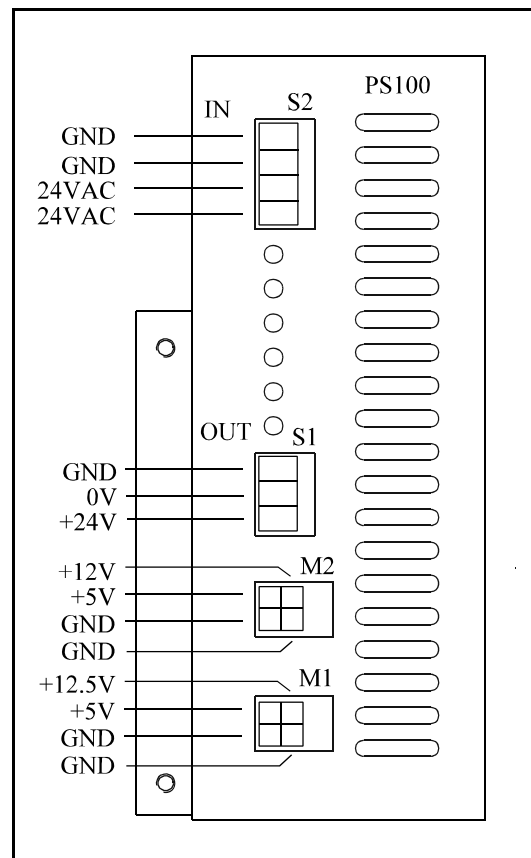 PS100
IN S2
GND
GND
24VAC
24VAC
OUT S1
GND
0V
+24V
M2
+12V
+5V
GND
GND
M1
+12.5V
+5V
GND
GND